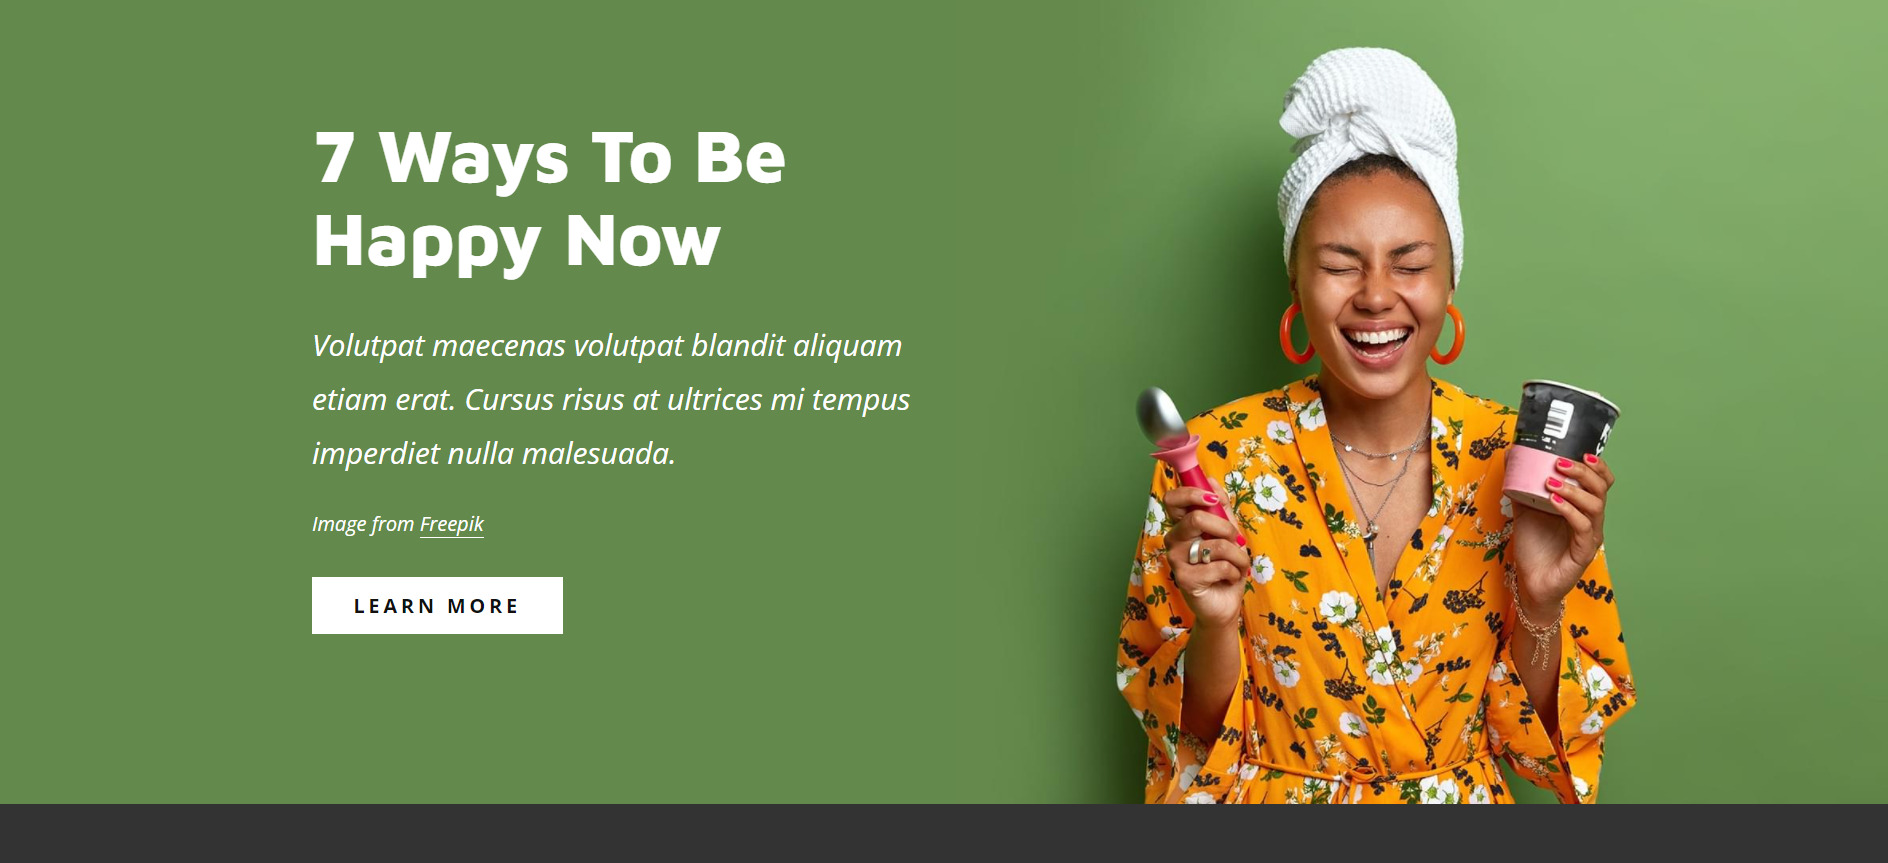 7 Ways To Be
Happy Now
Volutpat maecenas volutpat blandit aliquam
etiam erat. Cursus risus at ultrices mi tempus
imperdiet nulla malesuada.
Image from Freepik
LEARN MORE